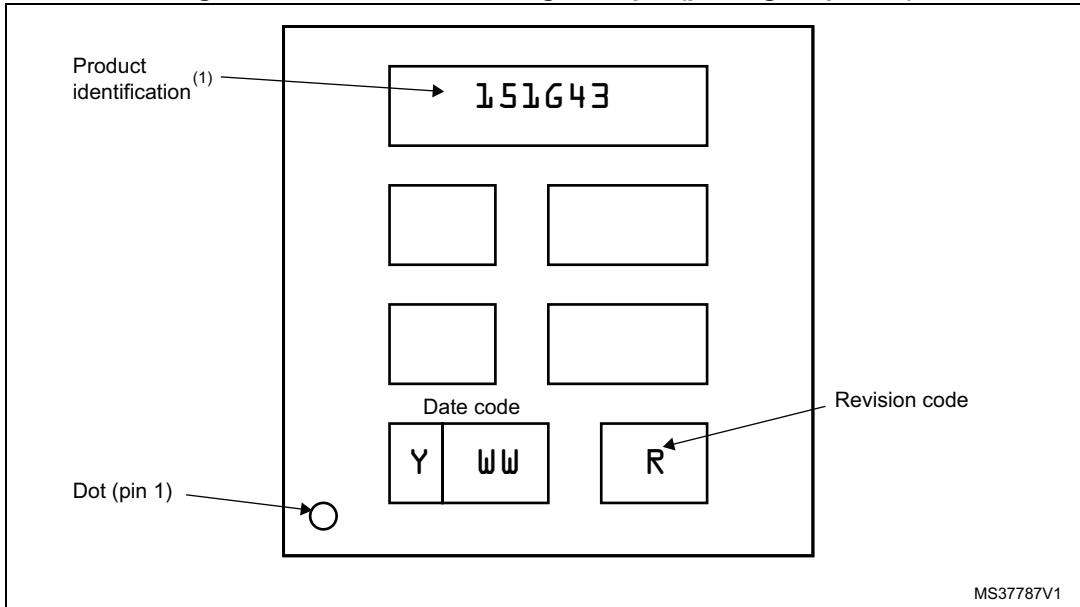 Product
identification(1)
151G43
Date code
Y WW R
Revision code
Dot (pin 1)
MS37787V1